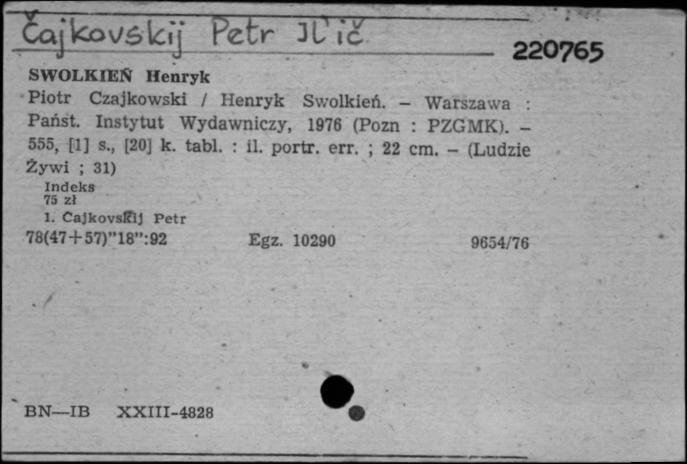 Čajkovskij Petr Il'ič
220765
SWOLKIEŃ Henryk
Piotr Czajkowski / Henryk Swolkień. – Warszawa :
Państ. Instytut Wydawniczy, 1976 (Pozn : PZGMK). –
555, [1] s., [20] k. tabl. : il. portr. err. ; 22 cm. – (Ludzie
Żywi ; 31)
Indeks
75 zł
1. Cajkovskij Petr
78(47+57)"18":92 Egz. 10290 9654/76
BN—IB XXIII-4828